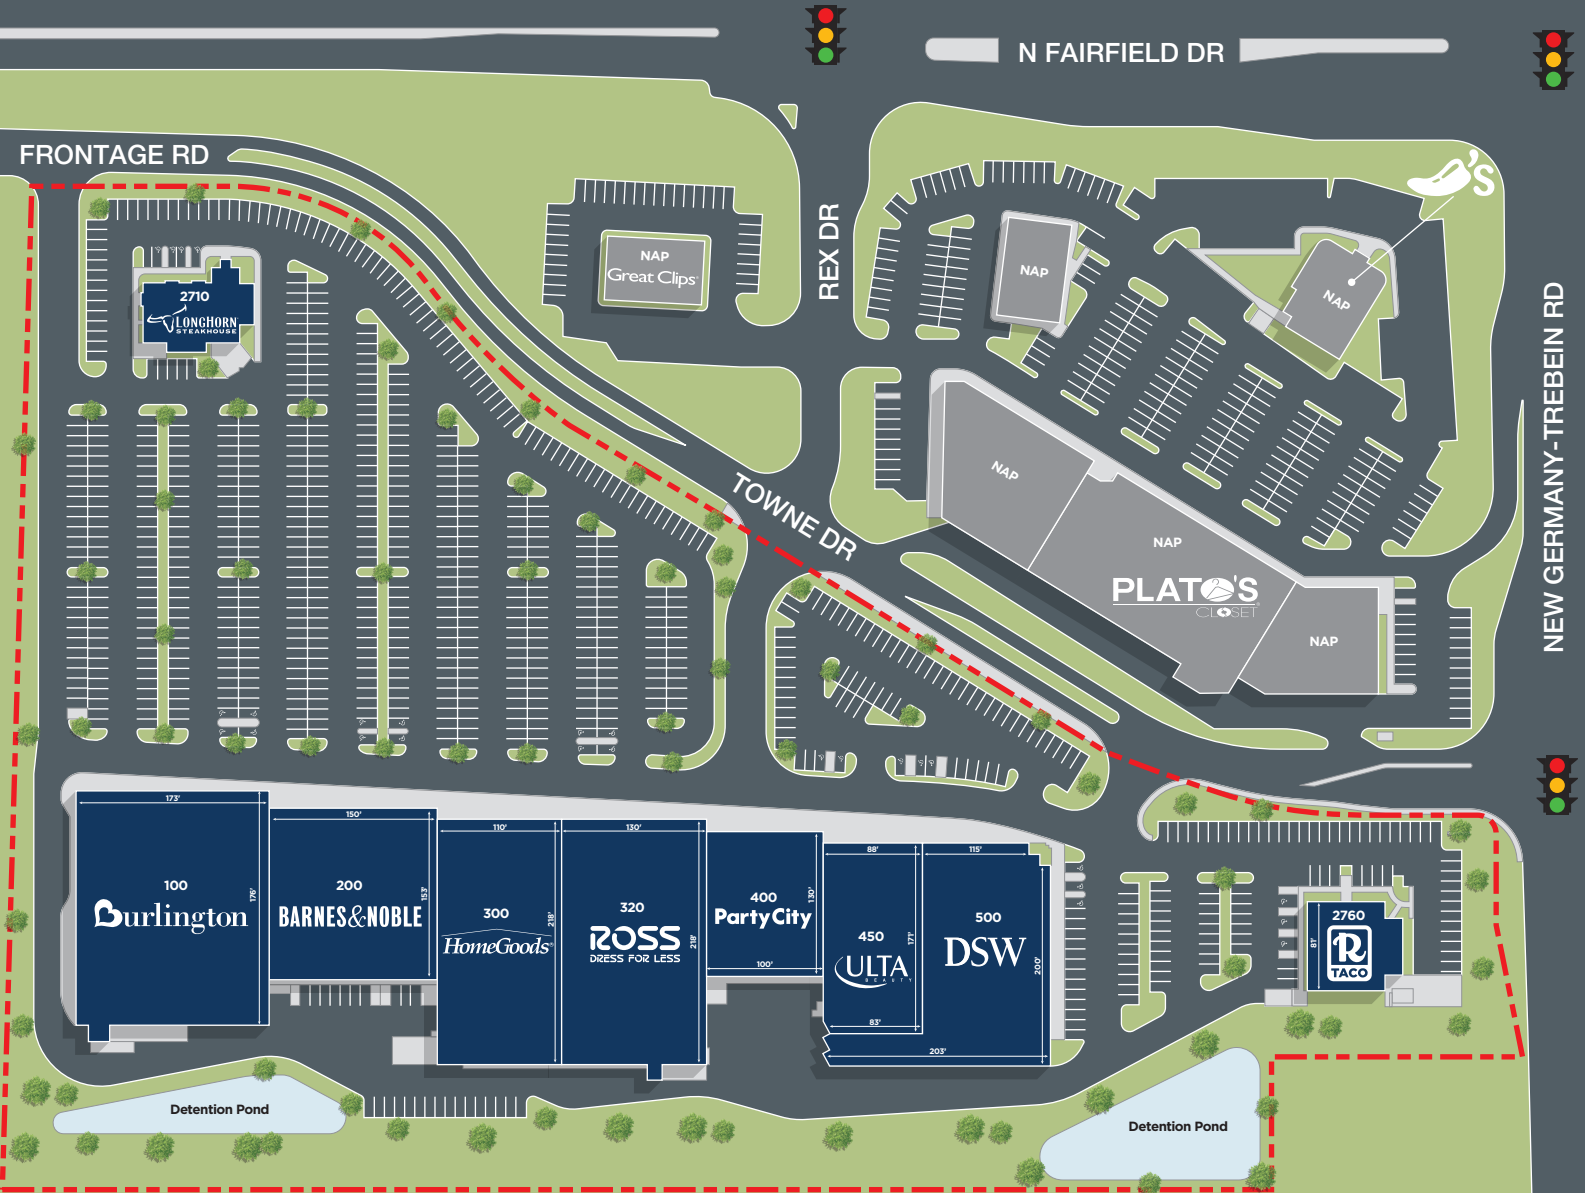 N FAIRFIELD DR
FRONTAGE RD
'S
REX DR
NAP
Great Clips
NAP
NAP
2710
LONGHORN
STEAKHOUSE
NEW GERMANY-TREBEIN RD
TOWNE DR
NAP
NAP
PLATO'S
CLOSET
NAP
173'
176'
100
Burlington
150'
153'
200
BARNES&NOBLE
110'
218'
300
HomeGoods
130'
218'
320
ROSS
DRESS FOR LESS
130'
400
PartyCity
100'
88'
171'
450
ULTA
BEAUTY
83'
115'
500
DSW
200'
203'
2760
81'
R
TACO
Detention Pond
Detention Pond